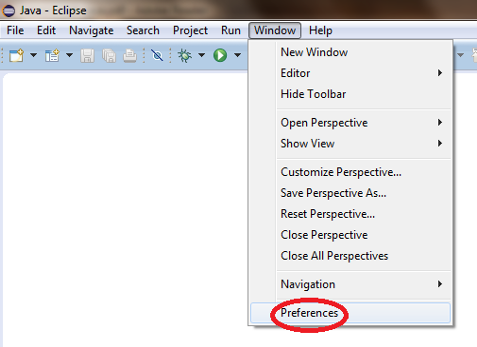 Java - Eclipse
File Edit Navigate Search Project Run Window Help
New Window
Editor
Hide Toolbar
Open Perspective
Show View
Customize Perspective...
Save Perspective As...
Reset Perspective...
Close Perspective
Close All Perspectives
Navigation
Preferences